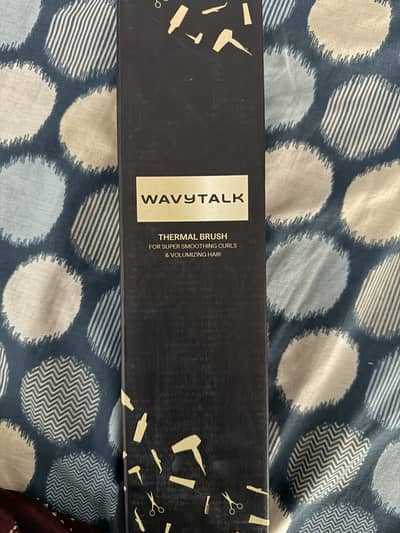 WAVYTALK
THERMAL BRUSH
FOR SUPER SMOOTHING CURLS
& VOLUMIZING HAIR